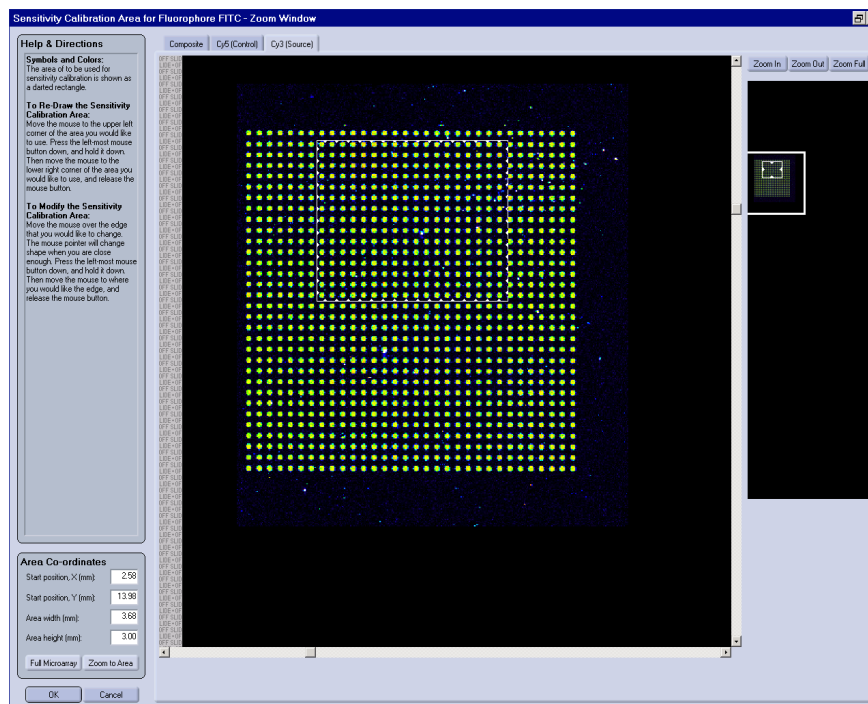 Sensitivity Calibration Area for Fluorophore FITC - Zoom Window
Help & Directions
Symbols and Colors:
The area of to be used for
sensitivity calibration is shown as
a darted rectangle.
To Re-Draw the Sensitivity
Calibration Area:
Move the mouse to the upper left
corner of the area you would like
to use. Press the left-most mouse
button down, and hold it down.
Then move the mouse to the
lower right corner of the area you
would like to use, and release the
mouse button.
To Modify the Sensitivity
Calibration Area:
Move the mouse over the edge
that you would like to change.
The mouse pointer will change
shape when you are close
enough. Press the left-most mouse
button down, and hold it down.
Then move the mouse to where
you would like the edge, and
release the mouse button.
Area Co-ordinates
Start position, X (mm): 2.58
Start position, Y (mm): 13.98
Area width (mm): 3.68
Area height (mm): 3.00
Full Microarray Zoom to Area
OK Cancel
Composite Cy5 (Control) Cy3 (Source)
Zoom In Zoom Out Zoom Full